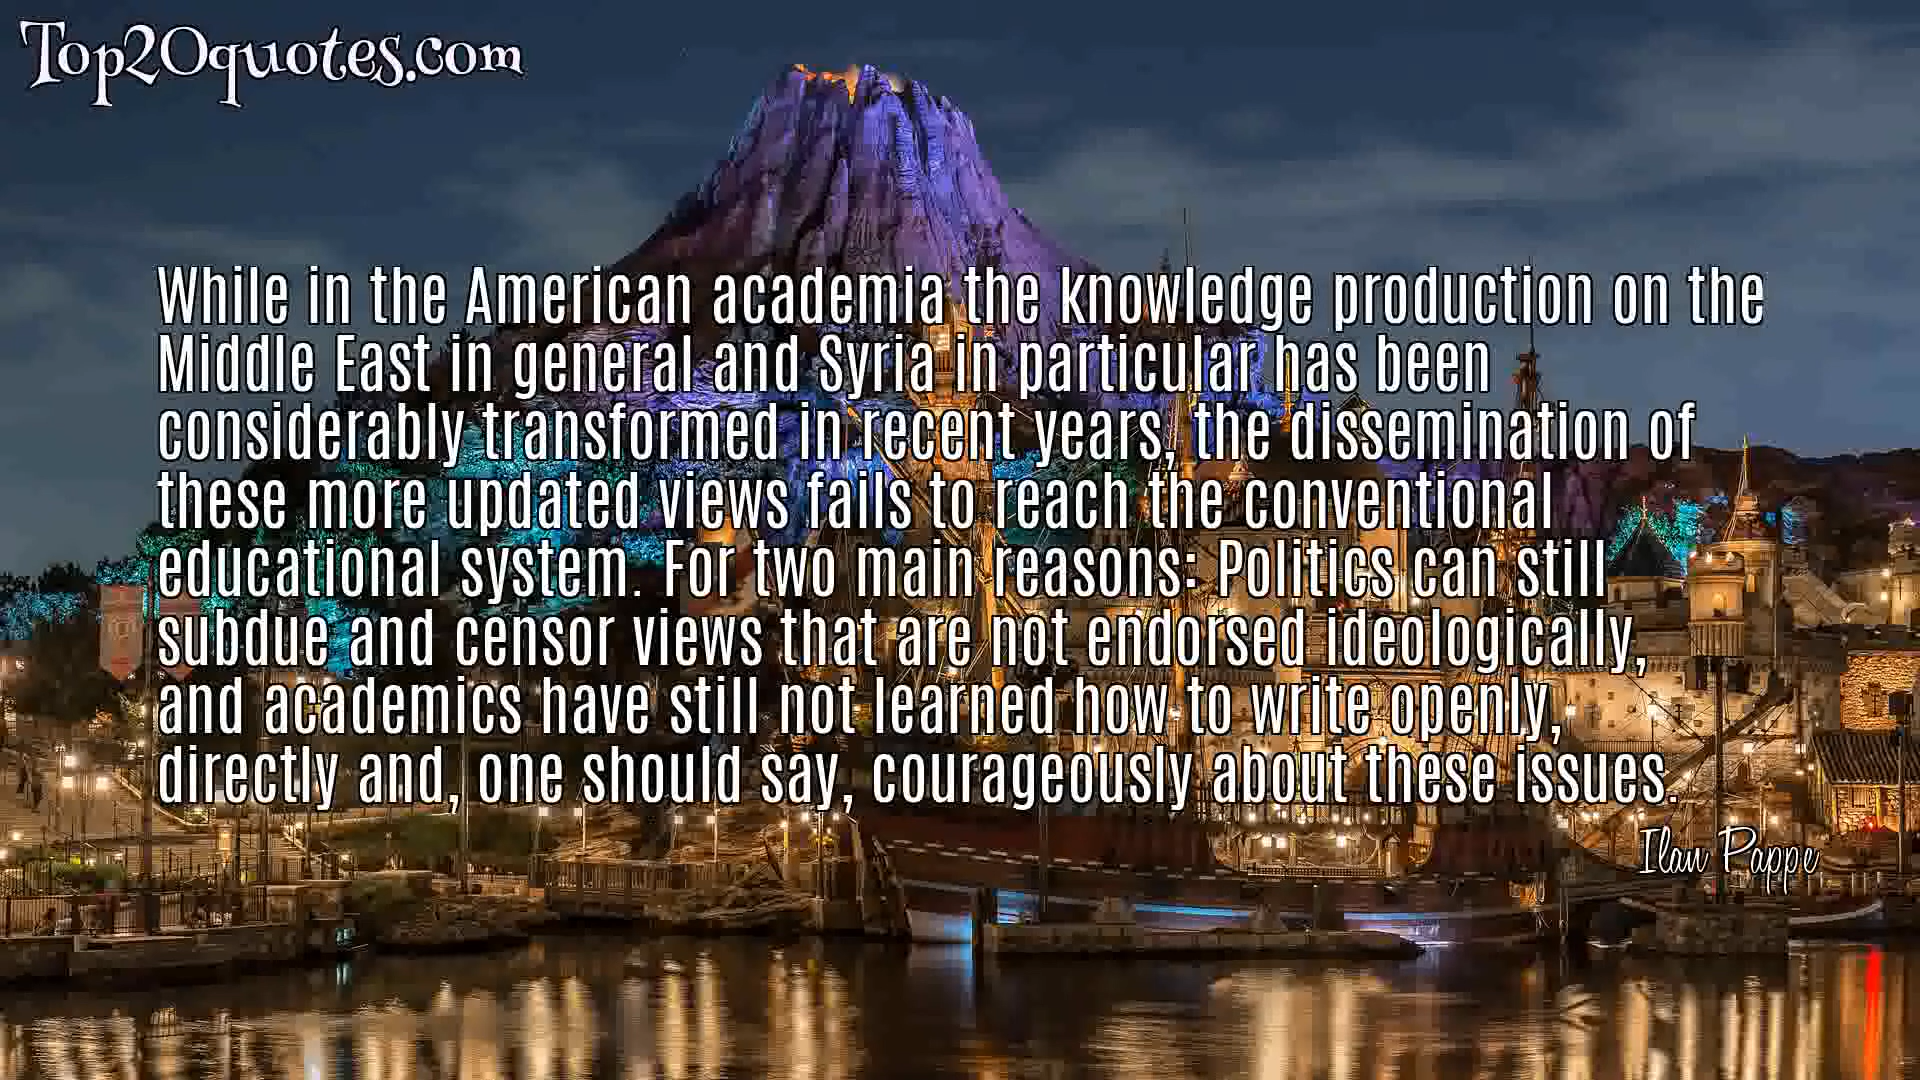 Top20quotes.com
While in the American academia the knowledge production on the
Middle East in general and Syria in particular has been
considerably transformed in recent years, the dissemination of
these more updated views fails to reach the conventional
educational system. For two main reasons: Politics can still
subdue and censor views that are not endorsed ideologically,
and academics have still not learned how to write openly,
directly and, one should say, courageously about these issues.
Ilan Pappe